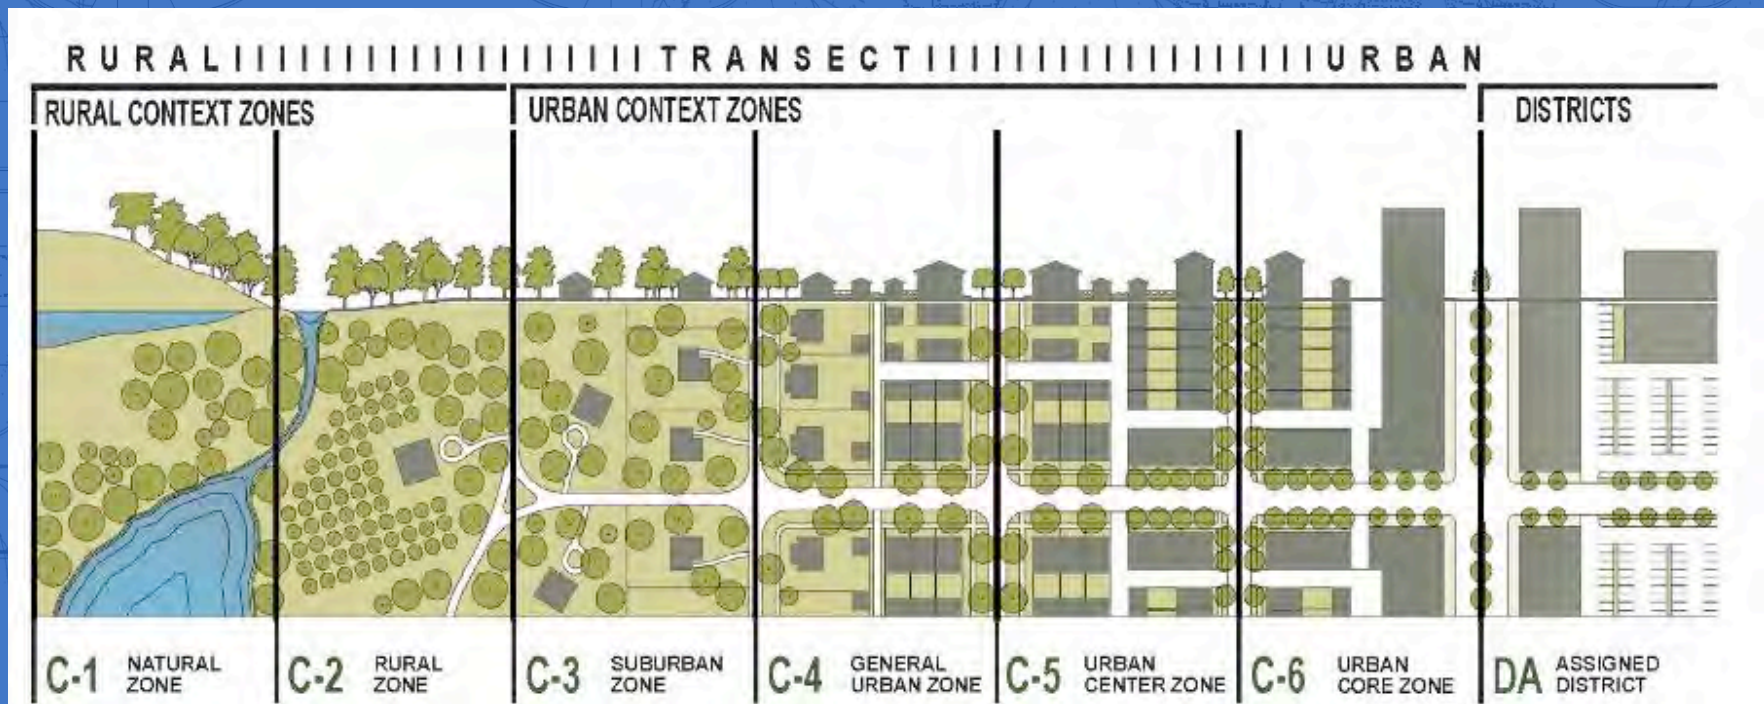 RURAL||||||||||||||||||TRANSECT|||||||||||||||||URBAN
RURAL CONTEXT ZONES
URBAN CONTEXT ZONES
DISTRICTS
C-1 NATURAL
ZONE
C-2 RURAL
ZONE
C-3 SUBURBAN
ZONE
C-4 GENERAL
URBAN ZONE
C-5 URBAN
CENTER ZONE
C-6 URBAN
CORE ZONE
DA ASSIGNED
DISTRICT